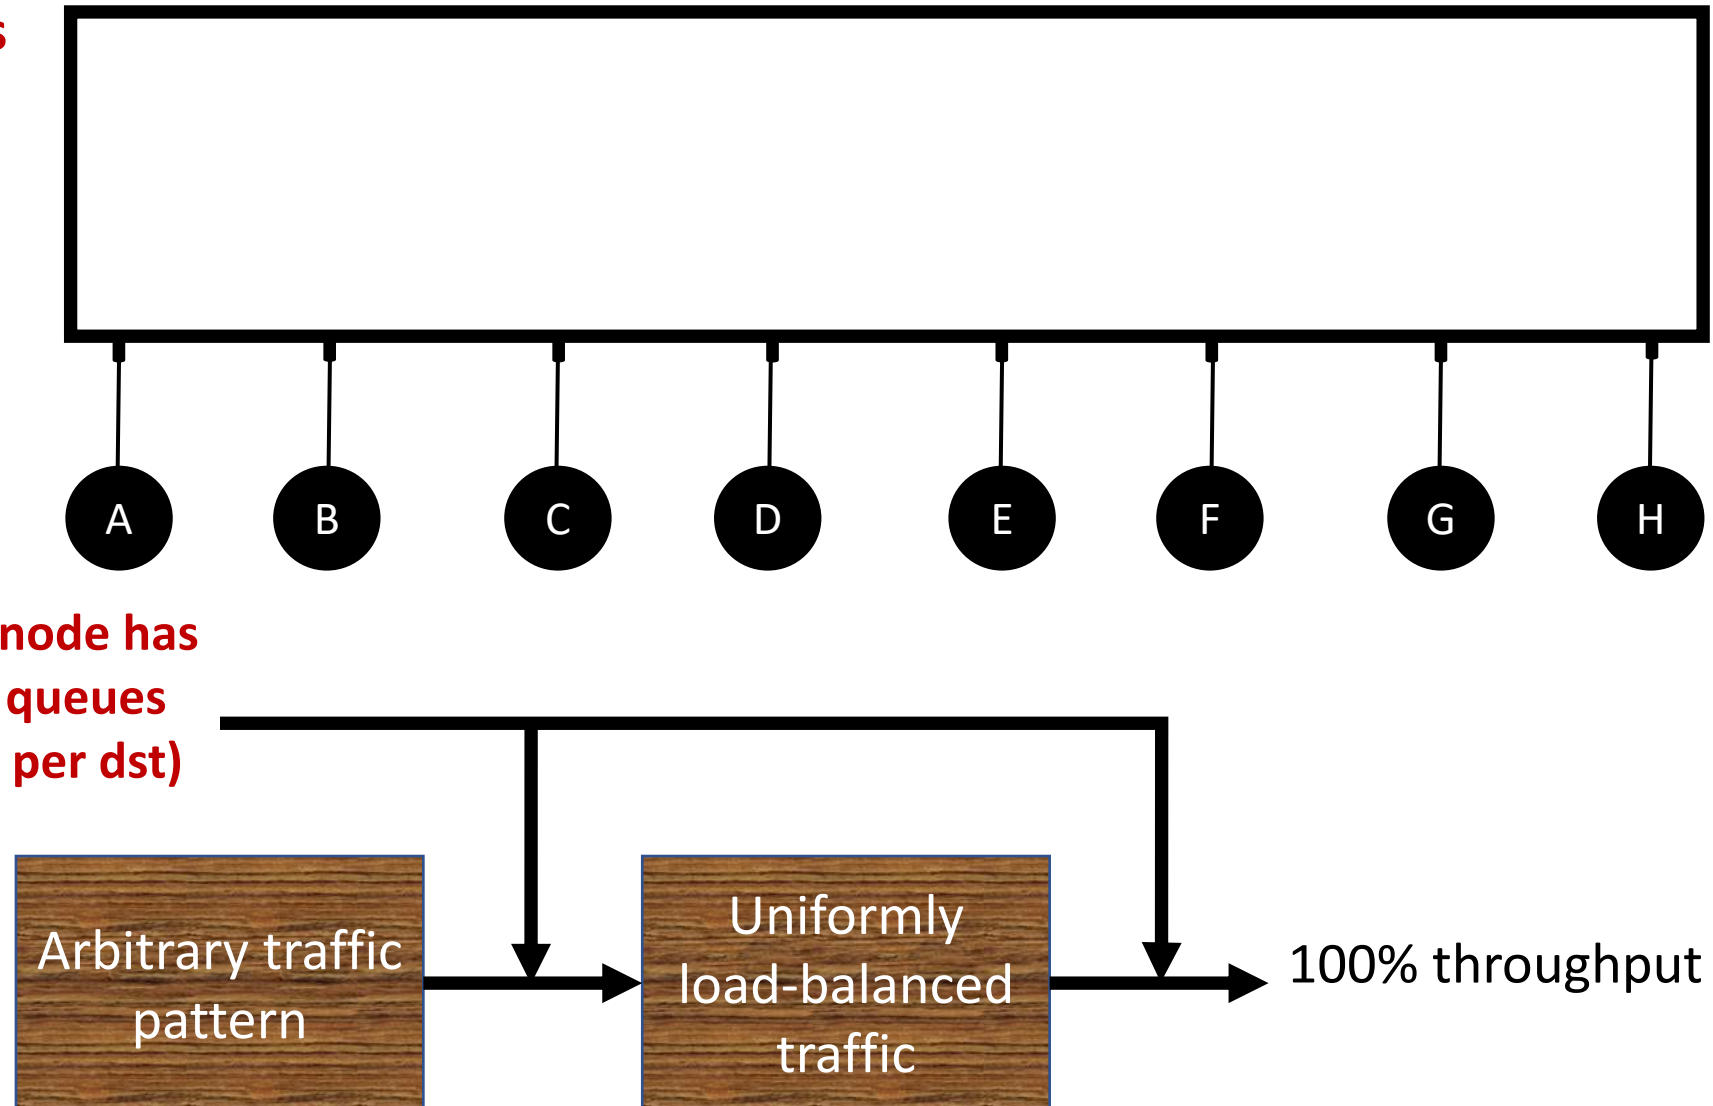 s
A B C D E F G H
node has
queues
per dst)
Arbitrary traffic
pattern
Uniformly
load-balanced
traffic
100% throughput